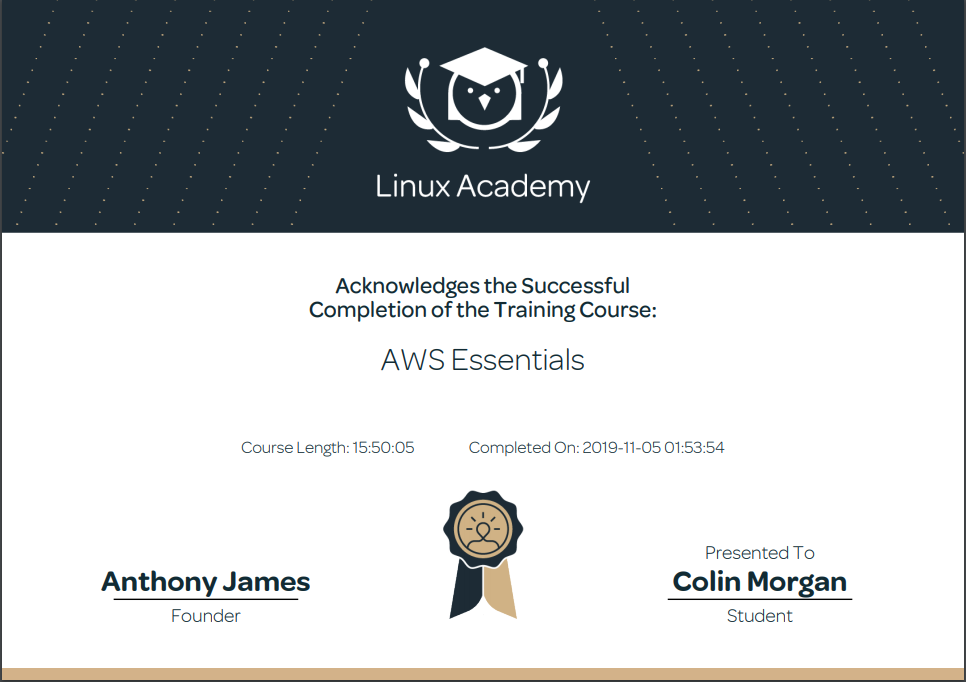 Linux Academy
Acknowledges the Successful
Completion of the Training Course:
AWS Essentials
Course Length: 15:50:05 Completed On: 2019-11-05 01:53:54
Presented To
Anthony James Colin Morgan
Founder Student